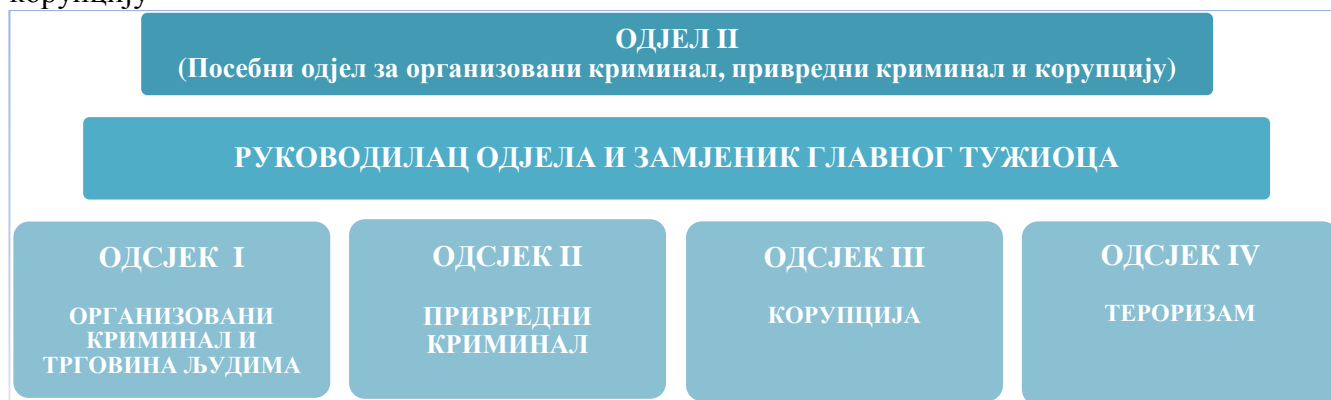 корупцију
ОДЈЕЛ II
(Посебни одјел за организовани криминал, привредни криминал и корупцију)
РУКОВОДИЛАЦ ОДЈЕЛА И ЗАМЈЕНИК ГЛАВНОГ ТУЖИОЦА
ОДСЈЕК I
ОРГАНИЗОВАНИ
КРИМИНАЛ И
ТРГОВИНА ЉУДИМА
ОДСЈЕК II
ПРИВРЕДНИ
КРИМИНАЛ
ОДСЈЕК III
КОРУПЦИЈА
ОДСЈЕК IV
ТЕРОРИЗАМ